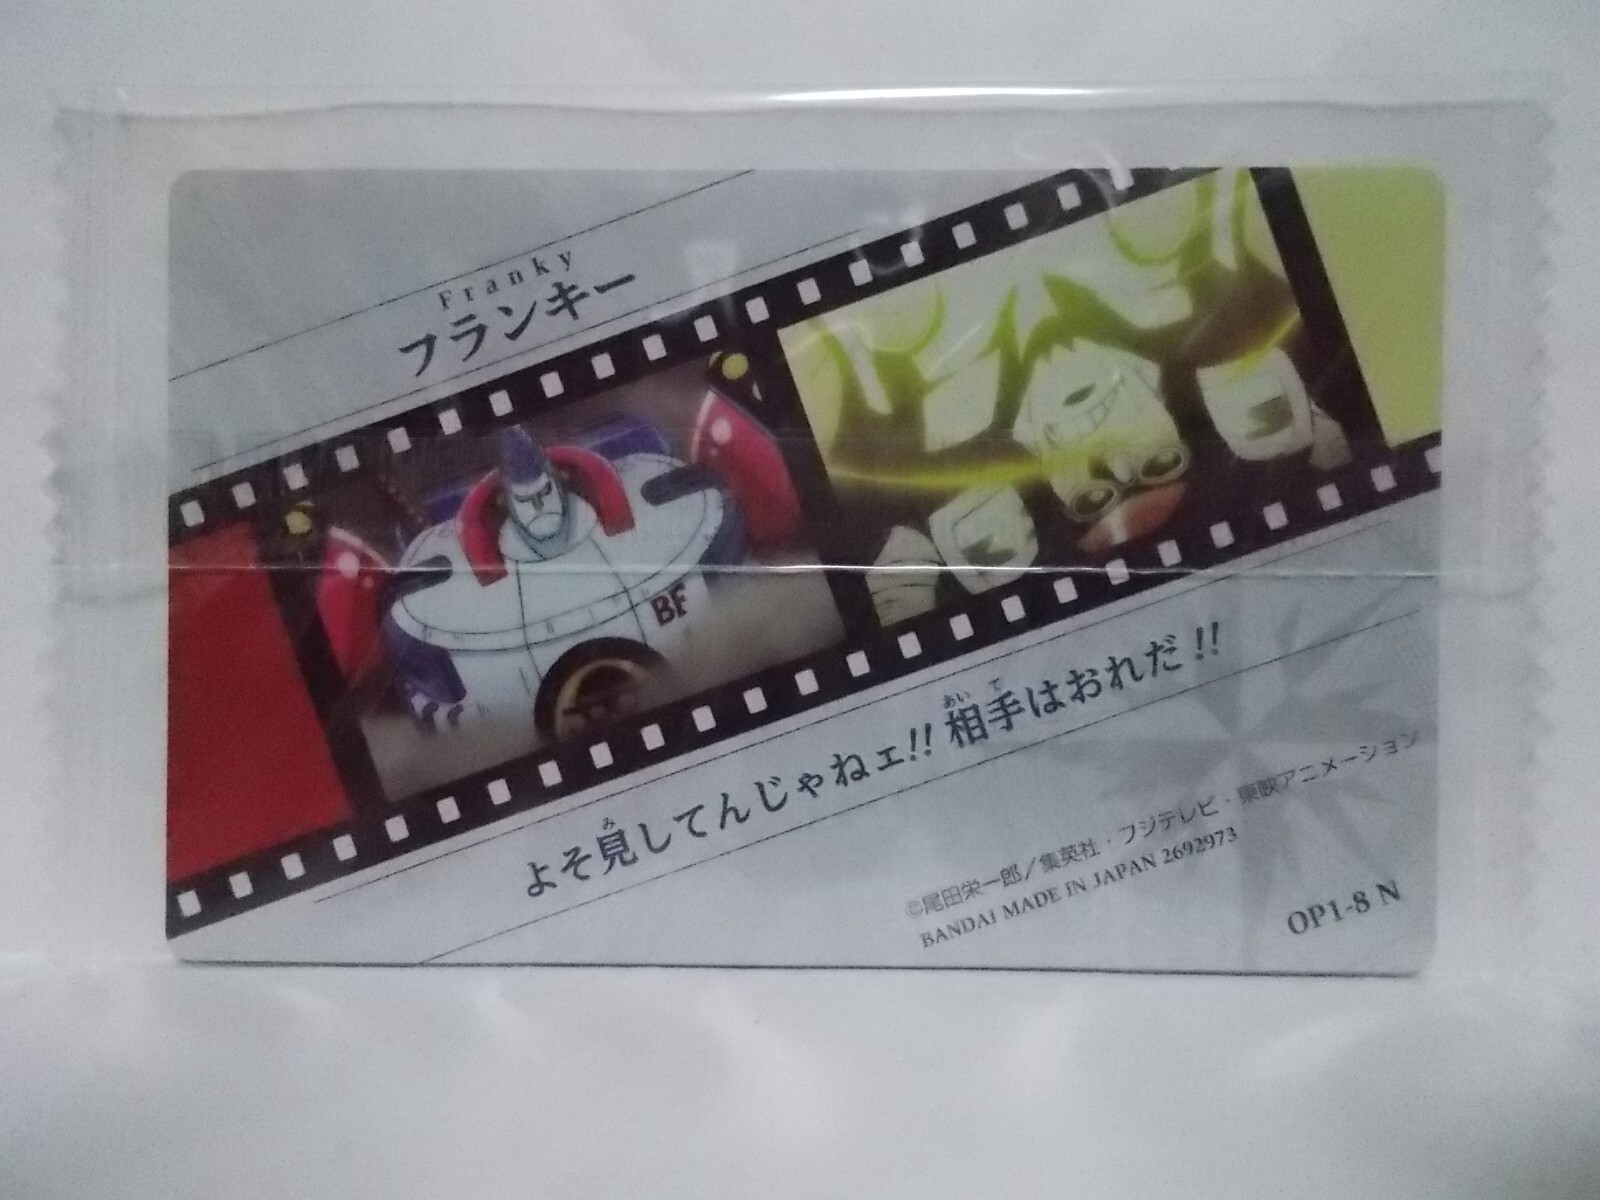 Franky
フランキー
BF
よそ見してんじゃねェ!! 相手はおれだ!!
©尾田栄一郎／集英社・フジテレビ・東映アニメーション
BANDAI MADE IN JAPAN 2692973
OP1-8 N